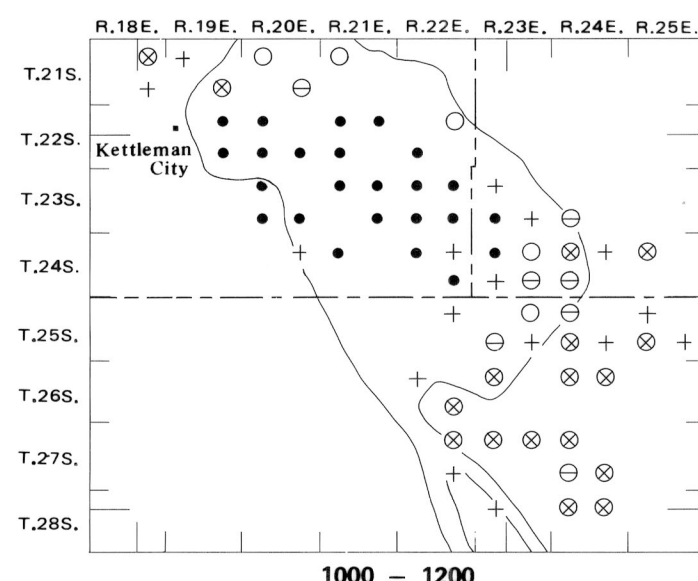 R.18E. R.19E. R.20E. R.21E. R.22E. R.23E. R.24E. R.25E.
T.21S.
T.22S.
Kettleman
City
T.23S.
T.24S.
T.25S.
T.26S.
T.27S.
T.28S.
1000 – 1200